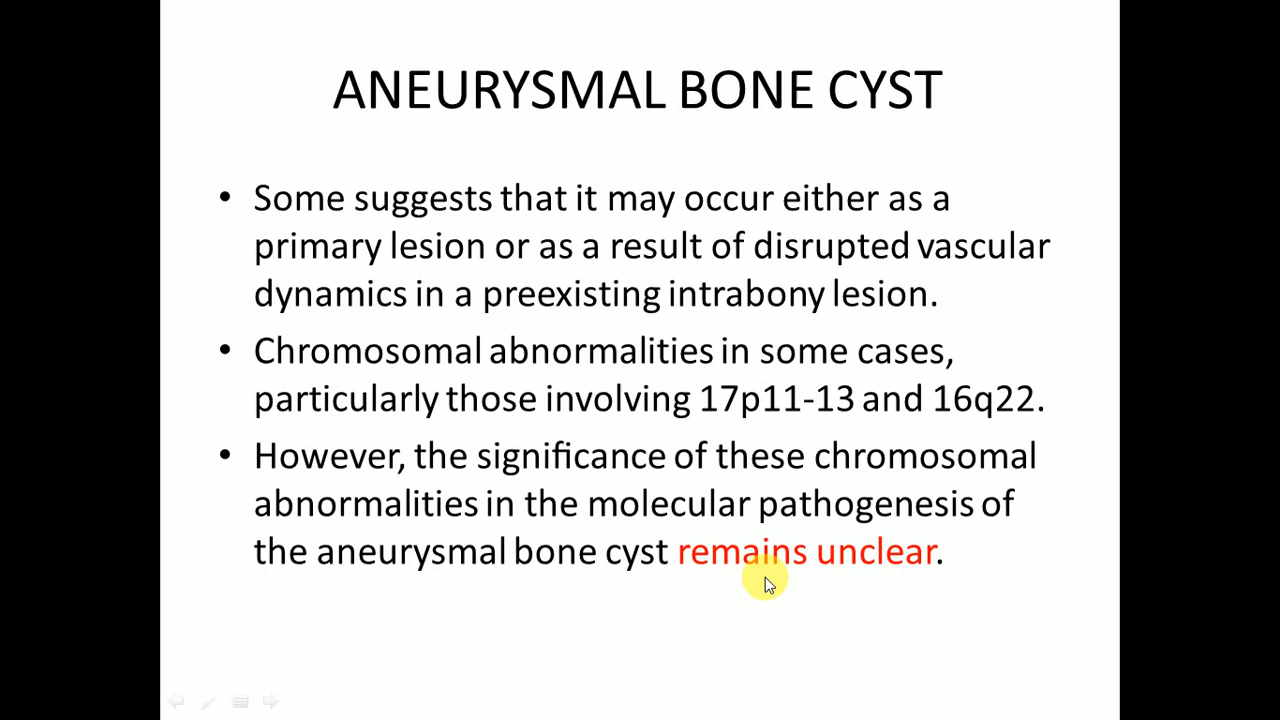 ANEURYSMAL BONE CYST
• Some suggests that it may occur either as a
primary lesion or as a result of disrupted vascular
dynamics in a preexisting intrabony lesion.
• Chromosomal abnormalities in some cases,
particularly those involving 17p11-13 and 16q22.
• However, the significance of these chromosomal
abnormalities in the molecular pathogenesis of
the aneurysmal bone cyst remains unclear.